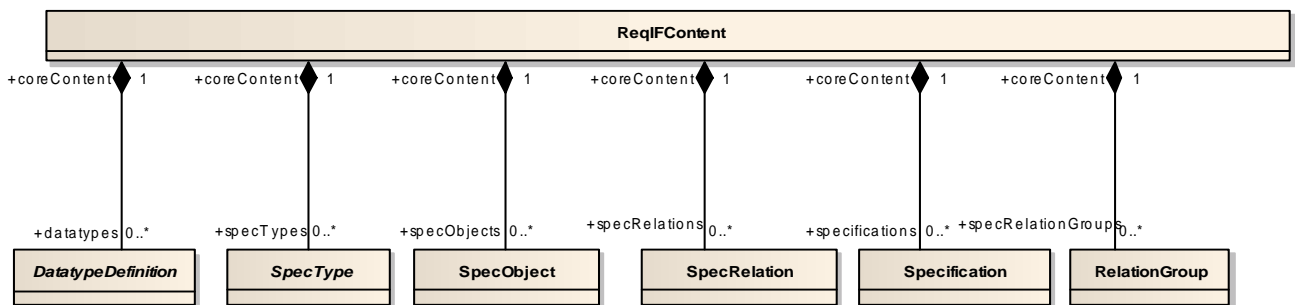 ReqIFContent
+coreContent 1 +coreContent 1 +coreContent 1 +coreContent 1 +coreContent 1 +coreContent 1
+datatypes 0..* +specTypes 0..* +specObjects 0..* +specRelations 0..* +specifications 0..* +specRelationGroups 0..*
DatatypeDefinition SpecType SpecObject SpecRelation Specification RelationGroup